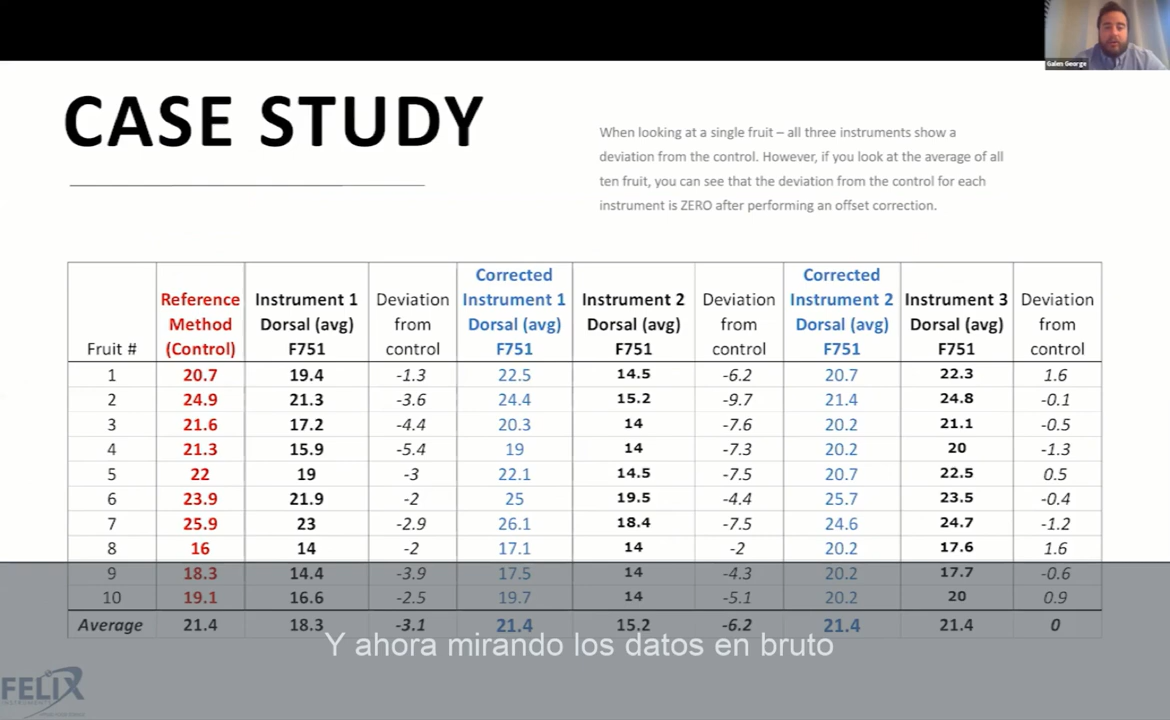 Galen George
CASE STUDY
When looking at a single fruit – all three instruments show a
deviation from the control. However, if you look at the average of all
ten fruit, you can see that the deviation from the control for each
instrument is ZERO after performing an offset correction.
Fruit # Reference Method (Control) Instrument 1 Dorsal (avg) F751 Deviation from control Corrected Instrument 1 Dorsal (avg) F751 Instrument 2 Dorsal (avg) F751 Deviation from control Corrected Instrument 2 Dorsal (avg) F751 Instrument 3 Dorsal (avg) F751 Deviation from control
1 20.7 19.4 -1.3 22.5 14.5 -6.2 20.7 22.3 1.6
2 24.9 21.3 -3.6 24.4 15.2 -9.7 21.4 24.8 -0.1
3 21.6 17.2 -4.4 20.3 14 -7.6 20.2 21.1 -0.5
4 21.3 15.9 -5.4 19 14 -7.3 20.2 20 -1.3
5 22 19 -3 22.1 14.5 -7.5 20.7 22.5 0.5
6 23.9 21.9 -2 25 19.5 -4.4 25.7 23.5 -0.4
7 25.9 23 -2.9 26.1 18.4 -7.5 24.6 24.7 -1.2
8 16 14 -2 17.1 14 -2 20.2 17.6 1.6
9 18.3 14.4 -3.9 17.5 14 -4.3 20.2 17.7 -0.6
10 19.1 16.6 -2.5 19.7 14 -5.1 20.2 20 0.9
Average 21.4 18.3 -3.1 21.4 15.2 -6.2 21.4 21.4 0
Y ahora mirando los datos en bruto
FELIX
INSTRUMENTS